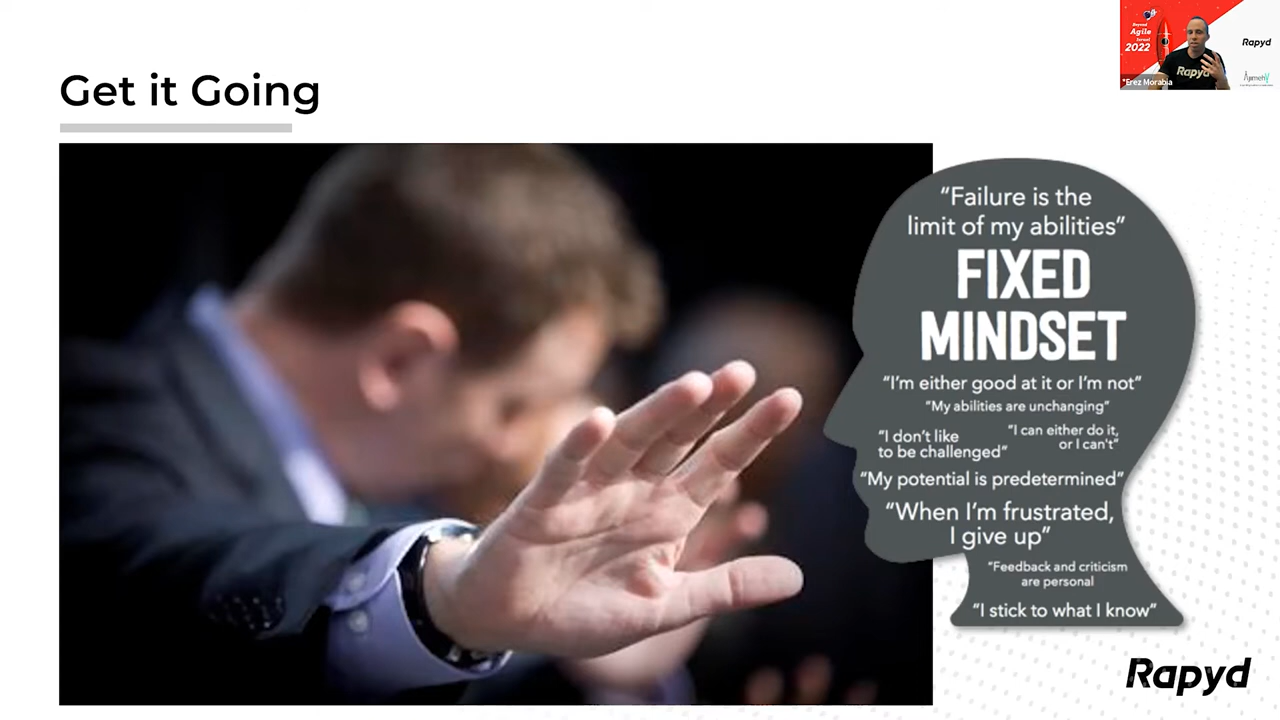 Get it Going
“Failure is the
limit of my abilities”
FIXED
MINDSET
“I’m either good at it or I’m not”
“My abilities are unchanging”
“I don’t like
to be challenged”
“I can either do it,
or I can’t”
“My potential is predetermined”
“When I’m frustrated,
I give up”
“Feedback and criticism
are personal
“I stick to what I know”
Rapyd
Beyond
Agile
Israel
2022
Rapyd
Rapyd
*Erez Morabia